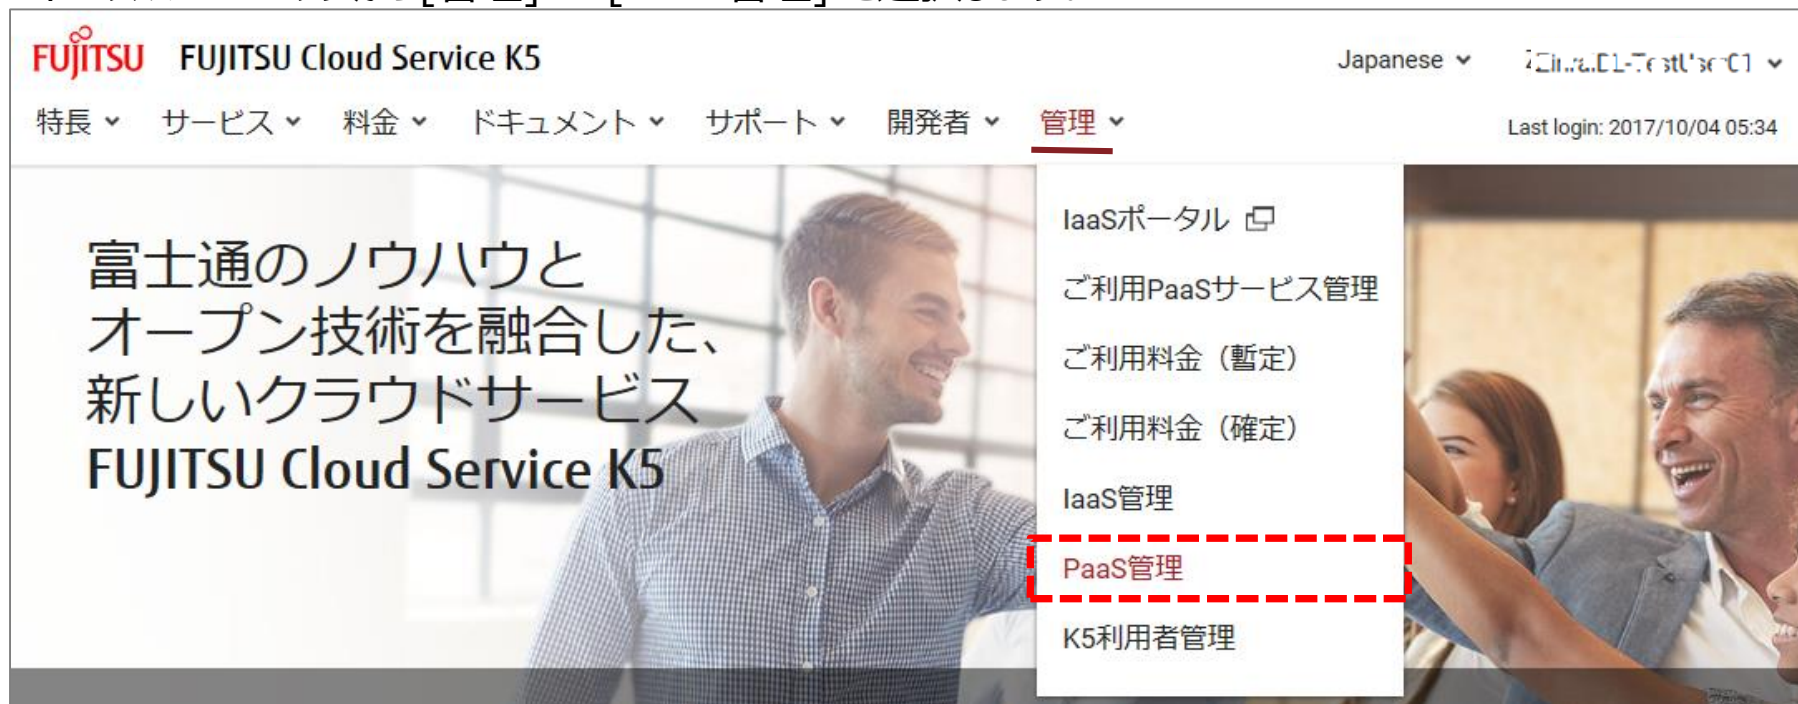 FUJITSU FUJITSU Cloud Service K5
Japanese
特長 サービス 料金 ドキュメント サポート 開発者 管理
Last login: 2017/10/04 05:34
IaaSポータル
ご利用PaaSサービス管理
ご利用料金（暫定）
ご利用料金（確定）
IaaS管理
PaaS管理
K5利用者管理
富士通のノウハウと
オープン技術を融合した、
新しいクラウドサービス
FUJITSU Cloud Service K5